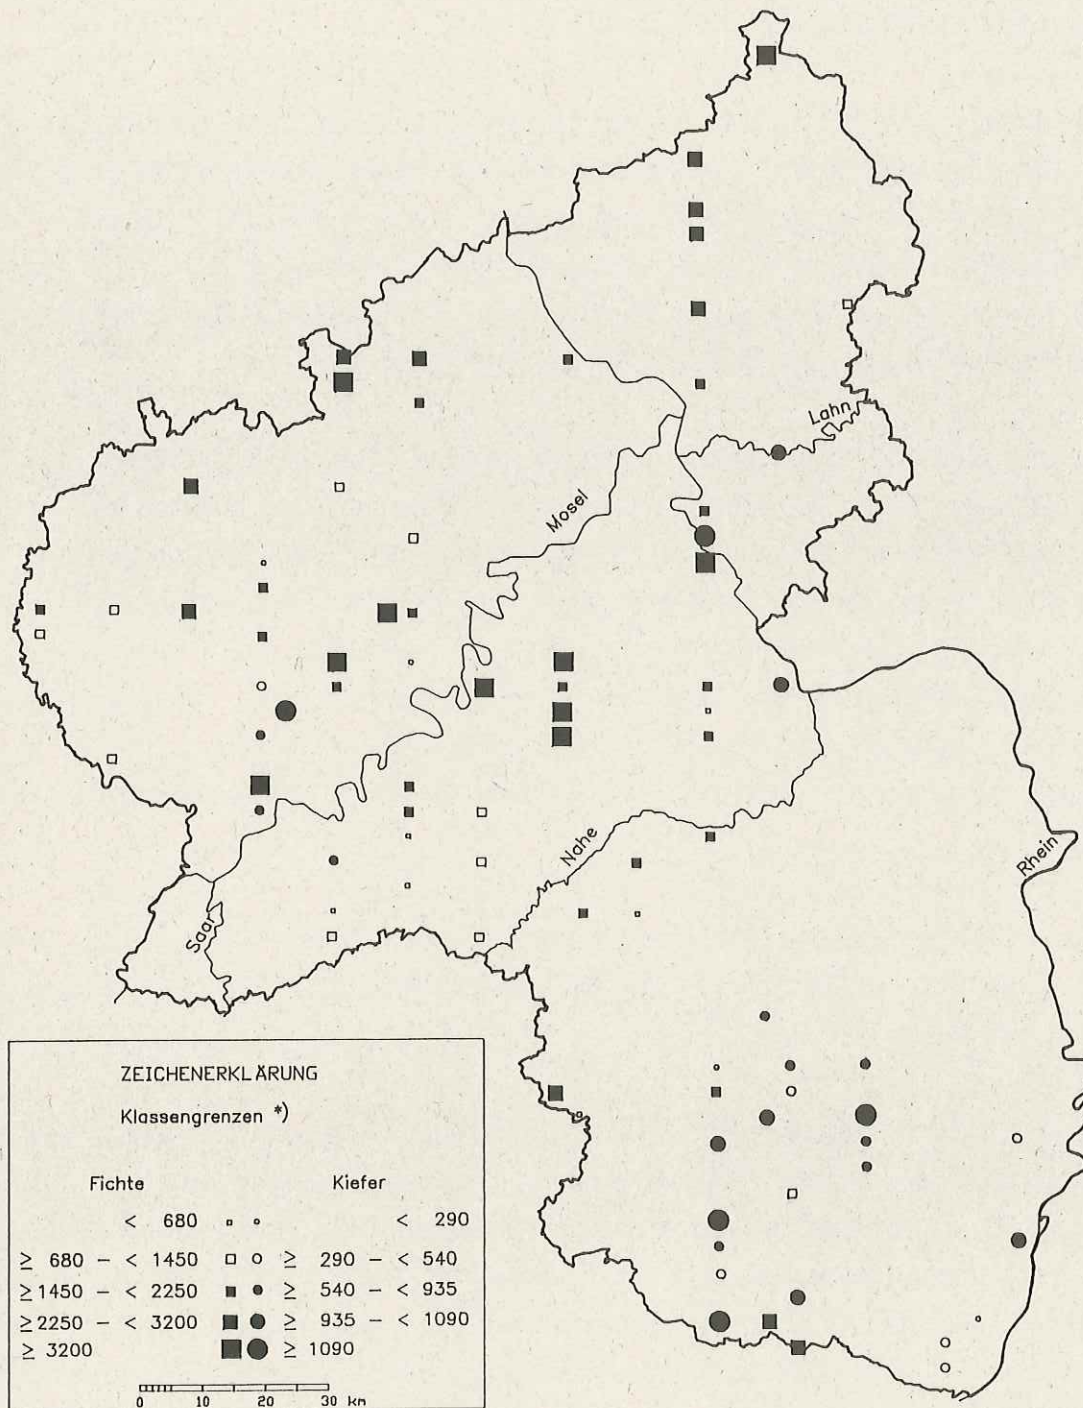 Lahn
Mosel
Nahe
Rhein
Saar
ZEICHENERKLÄRUNG
Klassengrenzen *)
Fichte Kiefer
< 680 < 290
≥ 680 – < 1450 ≥ 290 – < 540
≥ 1450 – < 2250 ≥ 540 – < 935
≥ 2250 – < 3200 ≥ 935 – < 1090
≥ 3200 ≥ 1090
0 10 20 30 km